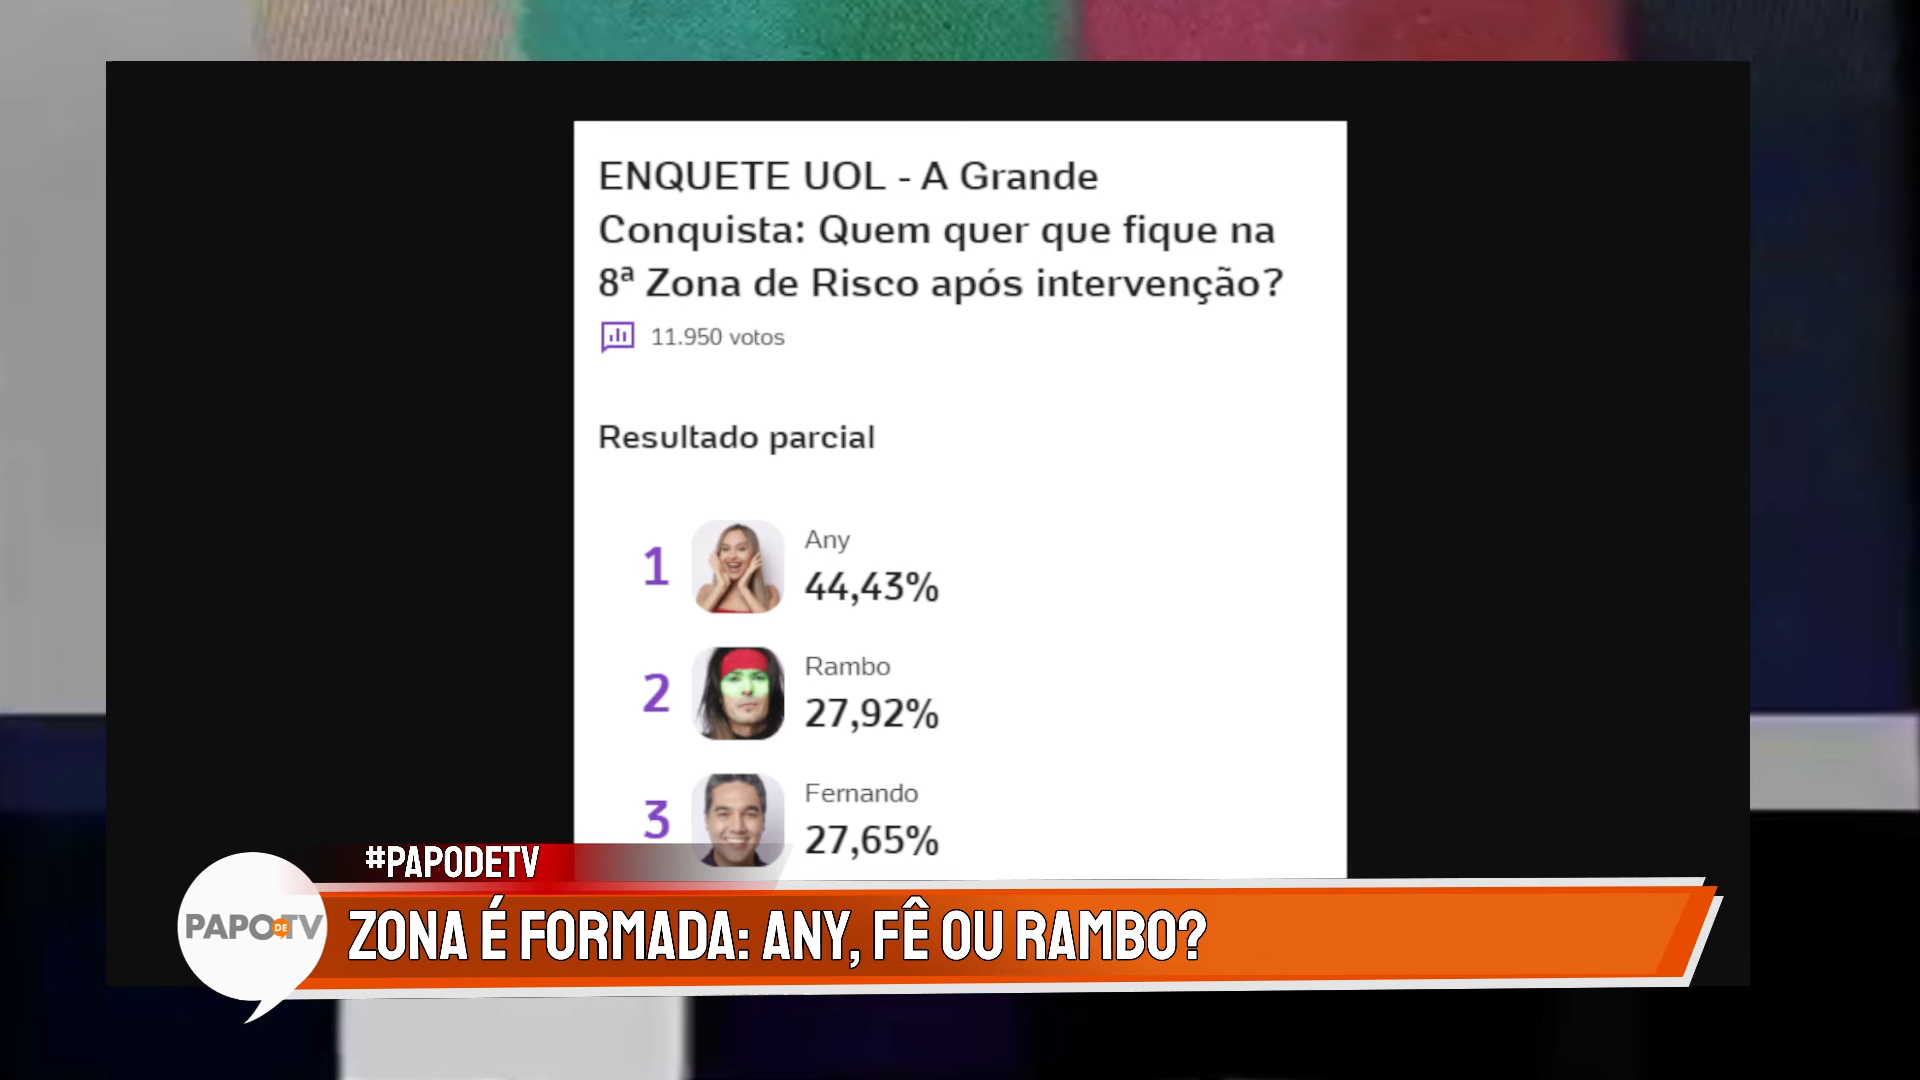 ENQUETE UOL - A Grande
Conquista: Quem quer que fique na
8ª Zona de Risco após intervenção?
11.950 votos
Resultado parcial
1
Any
44,43%
2
Rambo
27,92%
3
Fernando
27,65%
#PAPODETV
PAPO DE TV
ZONA É FORMADA: ANY, FÊ OU RAMBO?